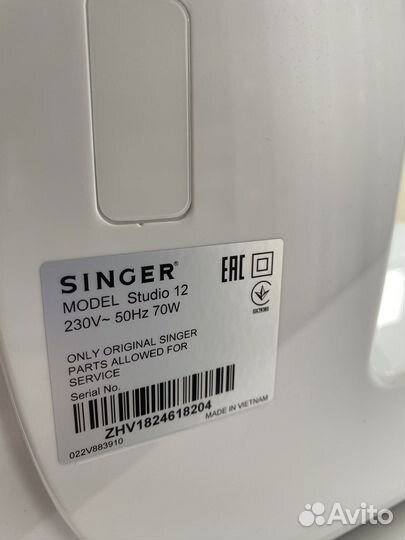 SINGER®
MODEL Studio 12
230V~ 50Hz 70W
EAC
ONLY ORIGINAL SINGER
PARTS ALLOWED FOR
SERVICE
Serial No.
ZHV1824618204
022V883910
MADE IN VIETNAM
Avito